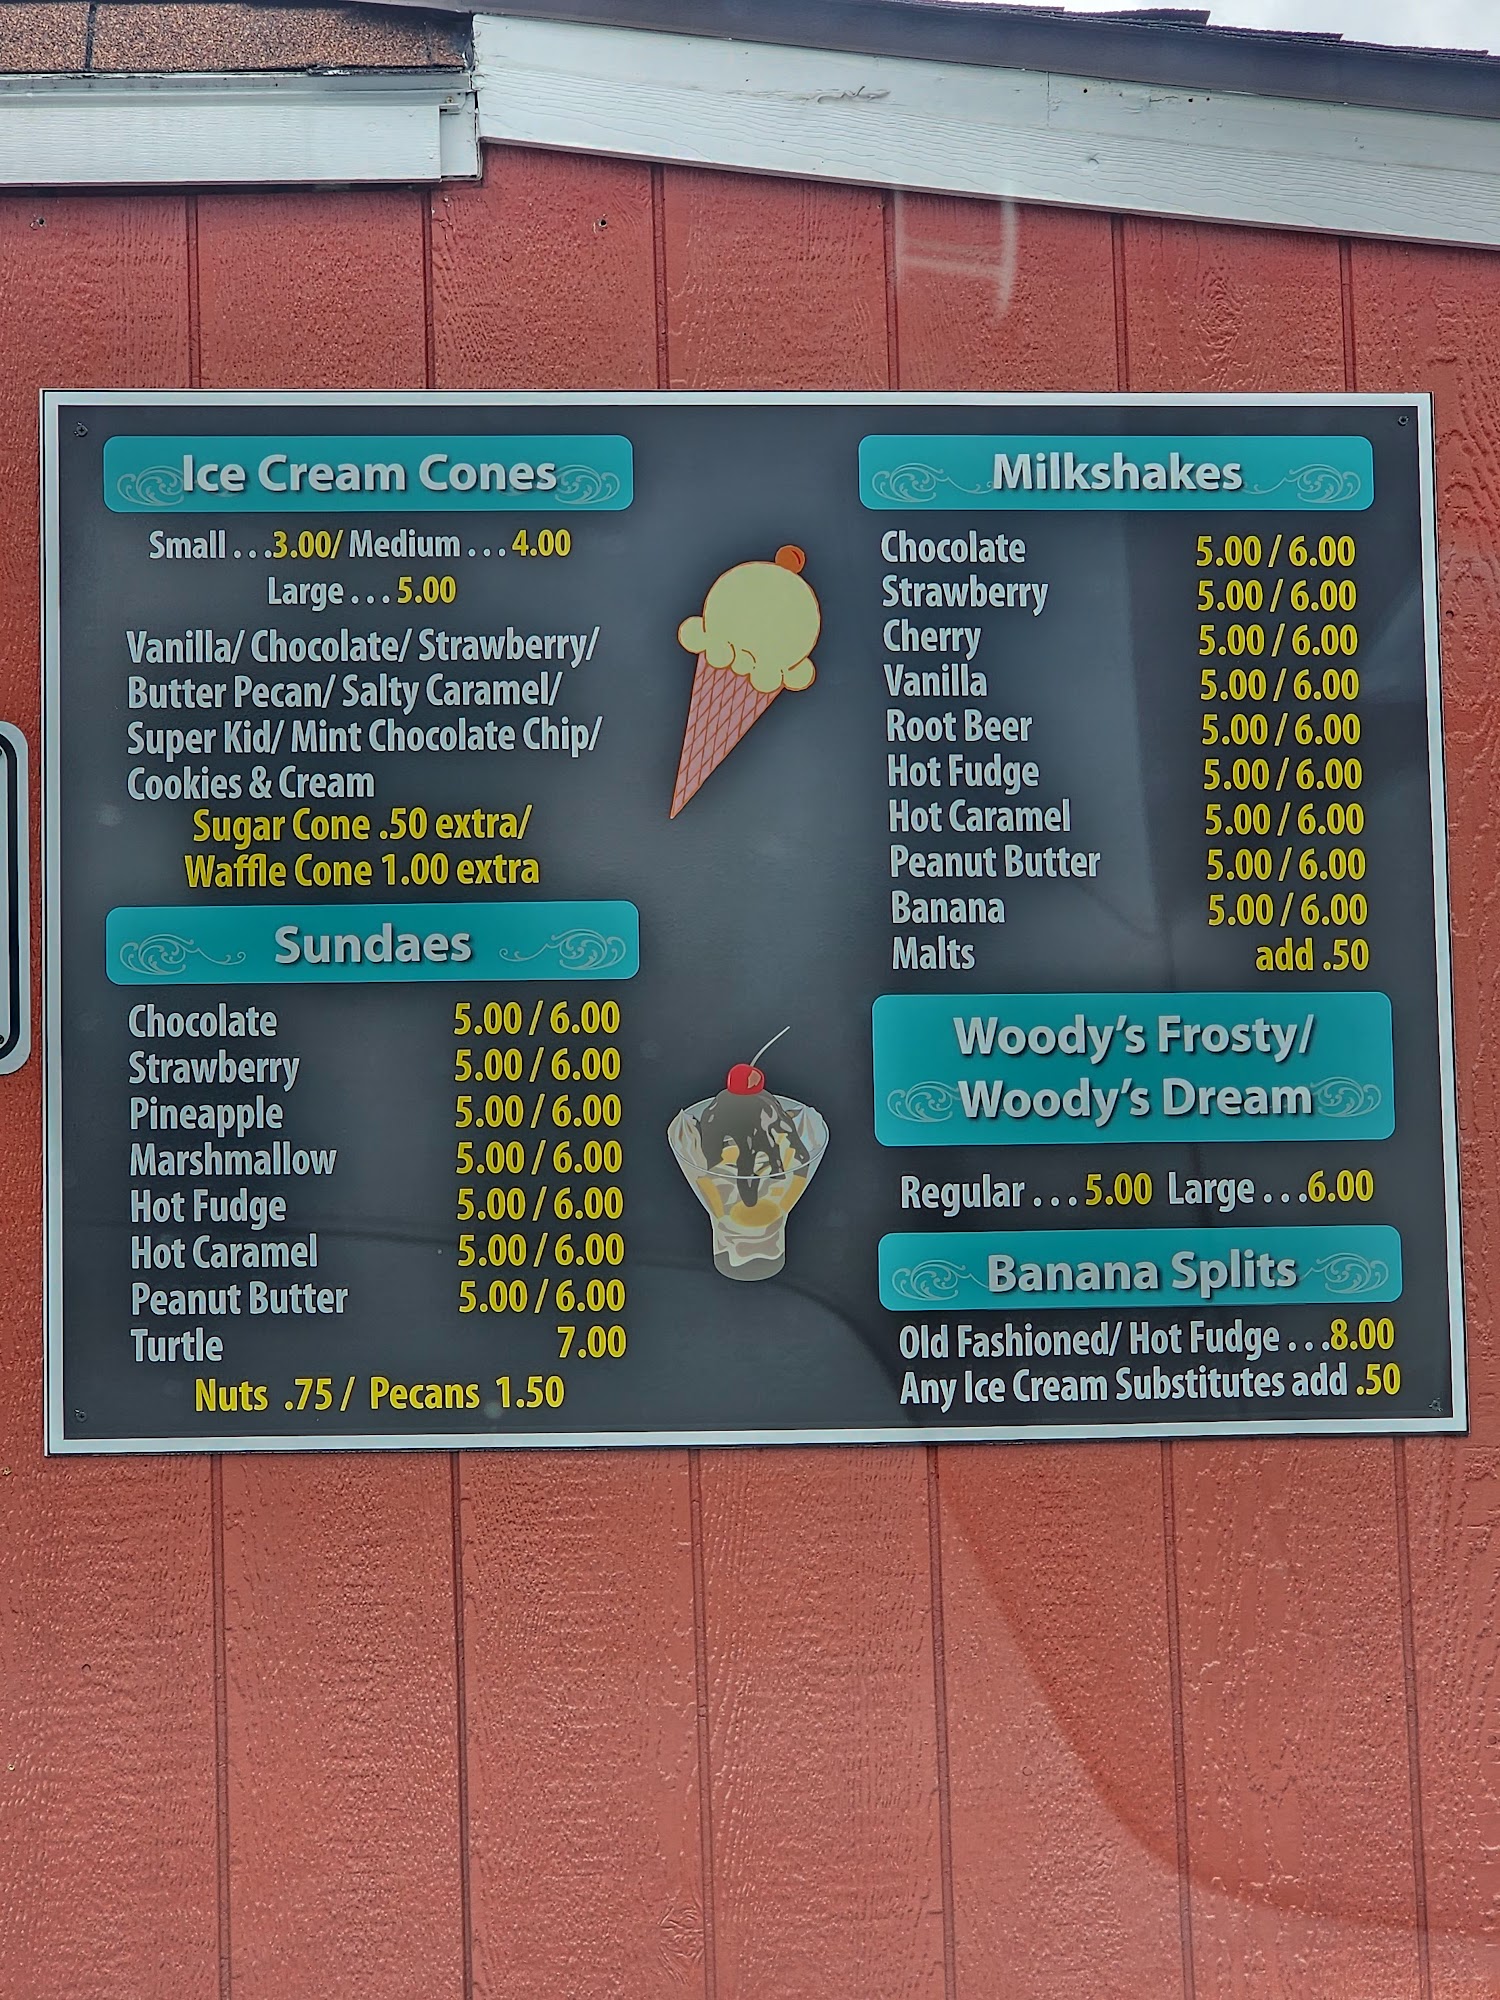 Ice Cream Cones
Small . . .3.00/ Medium . . . 4.00
Large . . . 5.00
Vanilla/ Chocolate/ Strawberry/
Butter Pecan/ Salty Caramel/
Super Kid/ Mint Chocolate Chip/
Cookies & Cream
Sugar Cone .50 extra/
Waffle Cone 1.00 extra
Sundaes
Chocolate 5.00 / 6.00
Strawberry 5.00 / 6.00
Pineapple 5.00 / 6.00
Marshmallow 5.00 / 6.00
Hot Fudge 5.00 / 6.00
Hot Caramel 5.00 / 6.00
Peanut Butter 5.00 / 6.00
Turtle 7.00
Nuts .75 / Pecans 1.50
Milkshakes
Chocolate 5.00 / 6.00
Strawberry 5.00 / 6.00
Cherry 5.00 / 6.00
Vanilla 5.00 / 6.00
Root Beer 5.00 / 6.00
Hot Fudge 5.00 / 6.00
Hot Caramel 5.00 / 6.00
Peanut Butter 5.00 / 6.00
Banana 5.00 / 6.00
Malts add .50
Woody's Frosty/
Woody's Dream
Regular . . . 5.00 Large . . .6.00
Banana Splits
Old Fashioned/ Hot Fudge . . .8.00
Any Ice Cream Substitutes add .50